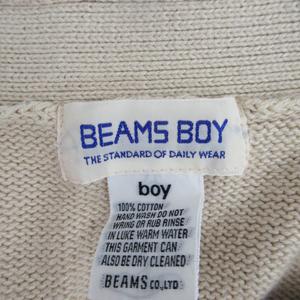 BEAMS BOY
THE STANDARD OF DAILY WEAR
boy
100% COTTON
HAND WASH DO NOT
WRING OR RUB RINSE
IN LUKE WARM WATER
THIS GARMENT CAN
ALSO BE DRY CLEANED
BEAMS CO.,LTD